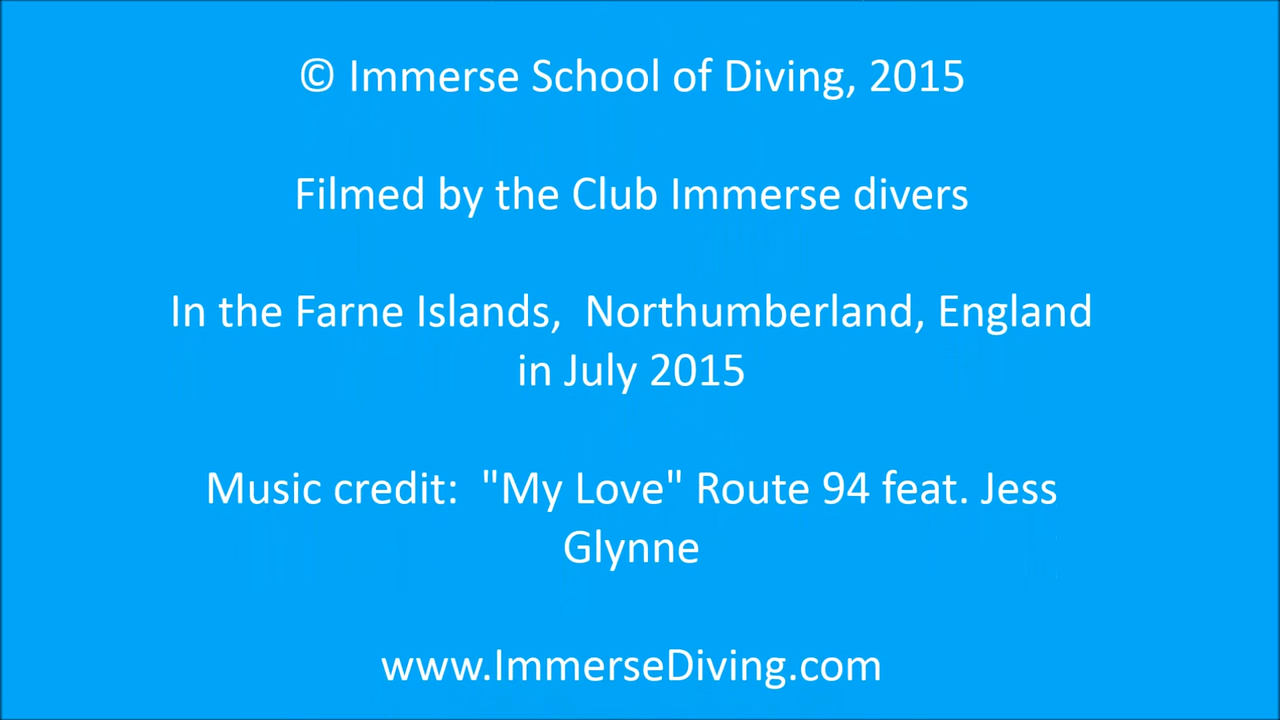 © Immerse School of Diving, 2015
Filmed by the Club Immerse divers
In the Farne Islands,  Northumberland, England
in July 2015
Music credit:  "My Love" Route 94 feat. Jess
Glynne
www.ImmerseDiving.com